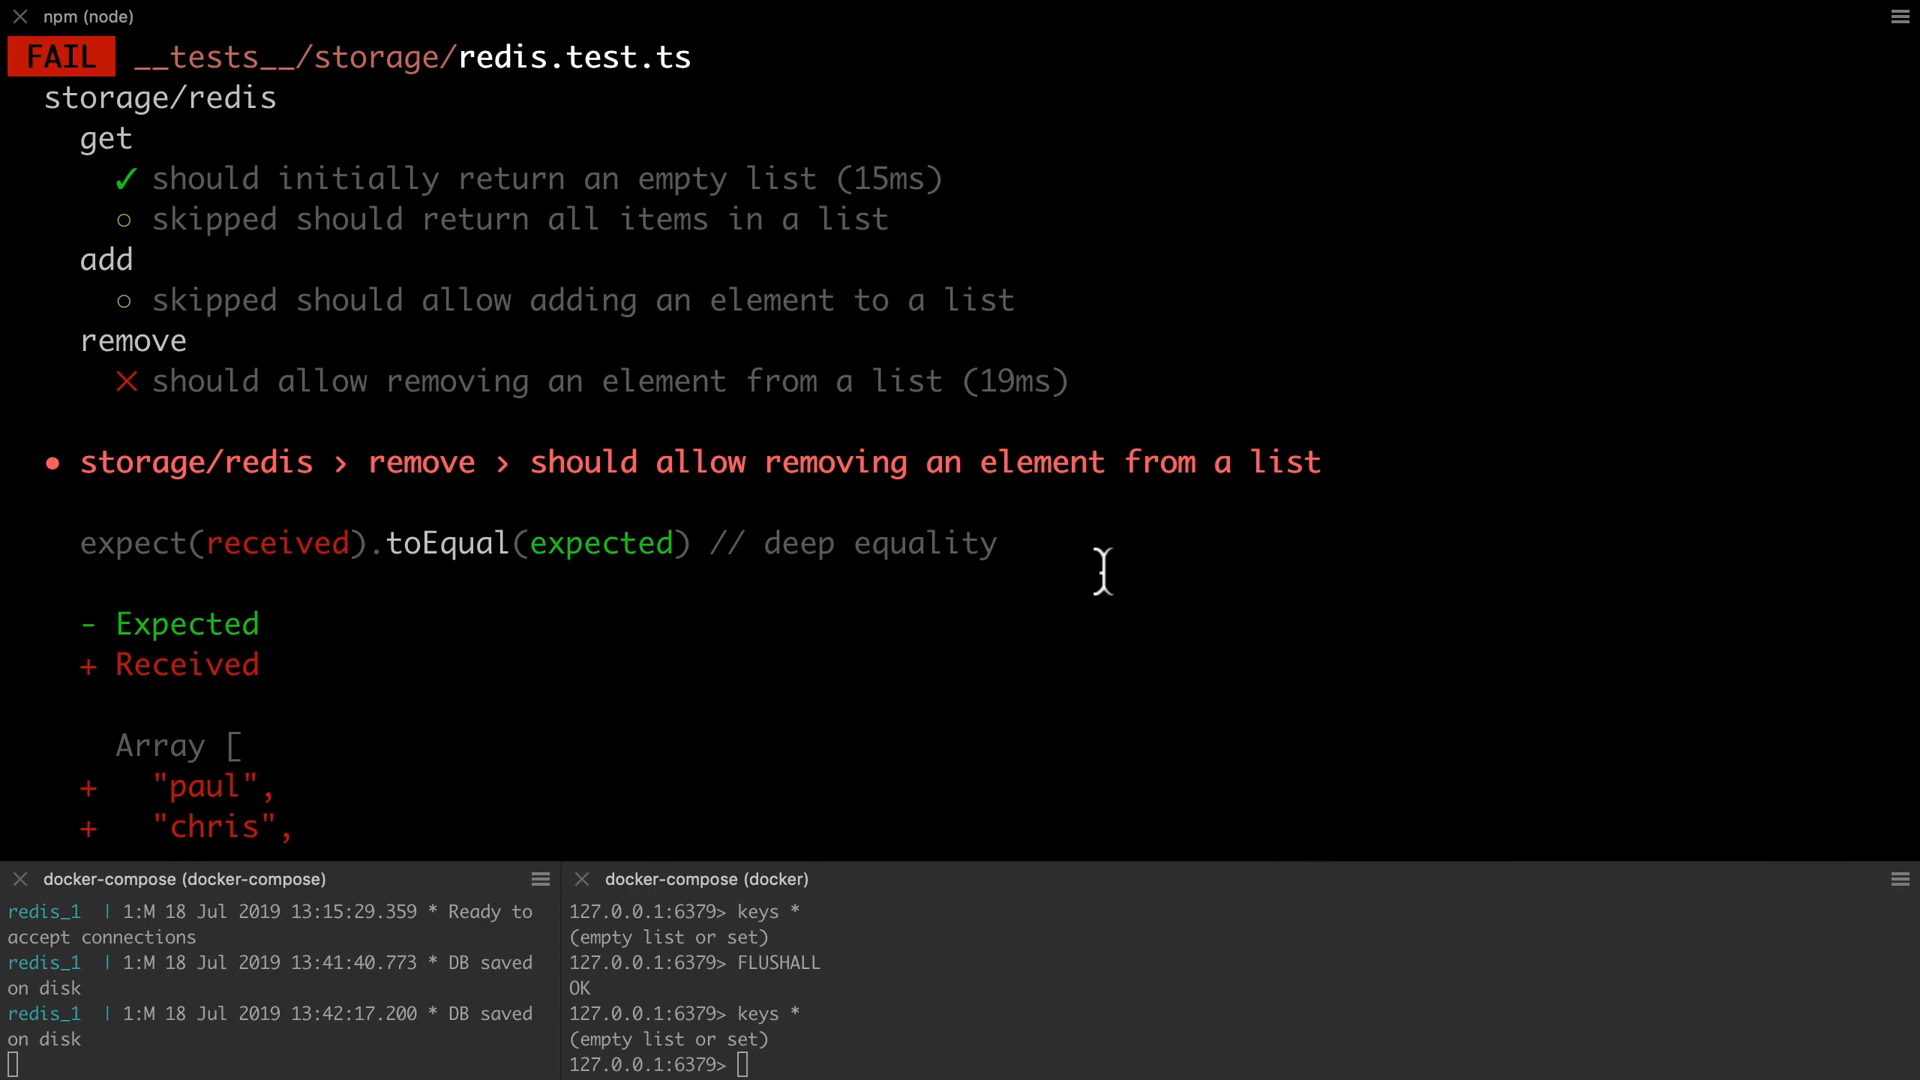 npm (node)
FAIL __tests__/storage/redis.test.ts
storage/redis
get
✓ should initially return an empty list (15ms)
○ skipped should return all items in a list
add
○ skipped should allow adding an element to a list
remove
✕ should allow removing an element from a list (19ms)
● storage/redis › remove › should allow removing an element from a list
expect(received).toEqual(expected) // deep equality
- Expected
+ Received
Array [
+ "paul",
+ "chris",
docker-compose (docker-compose)
redis_1 | 1:M 18 Jul 2019 13:15:29.359 * Ready to
accept connections
redis_1 | 1:M 18 Jul 2019 13:41:40.773 * DB saved
on disk
redis_1 | 1:M 18 Jul 2019 13:42:17.200 * DB saved
on disk
docker-compose (docker)
127.0.0.1:6379> keys *
(empty list or set)
127.0.0.1:6379> FLUSHALL
OK
127.0.0.1:6379> keys *
(empty list or set)
127.0.0.1:6379>